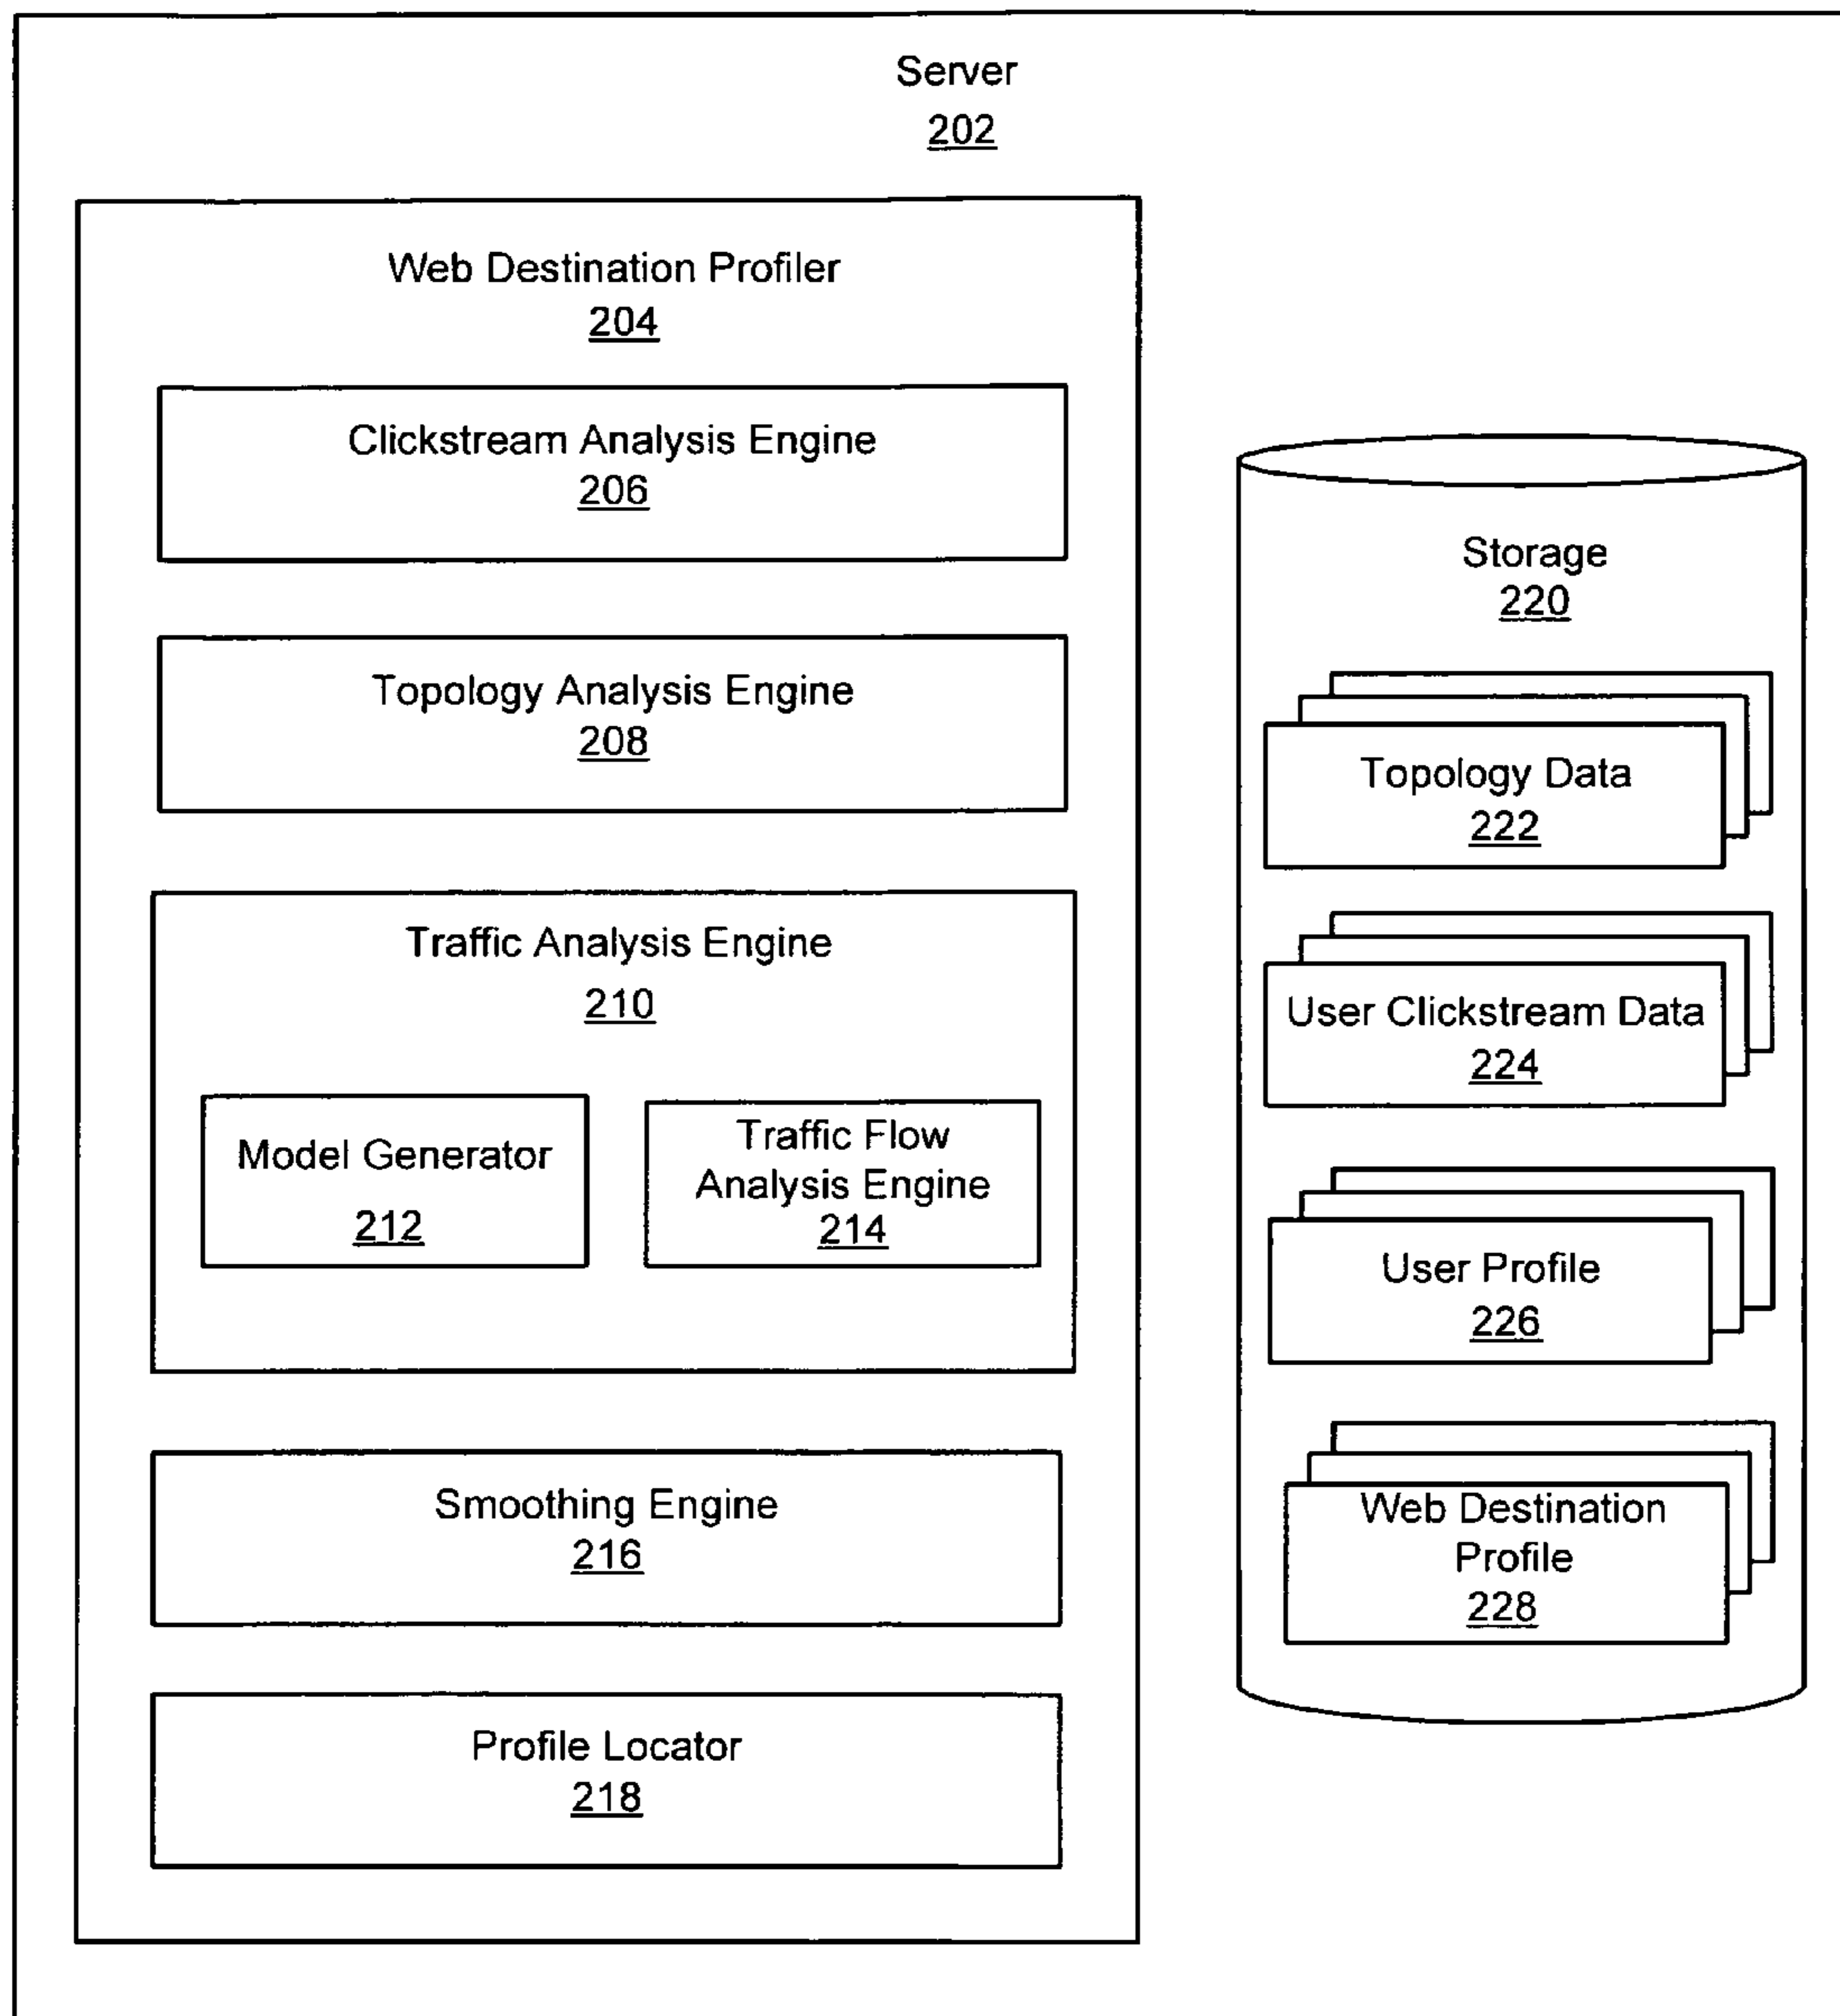 Server
202
Web Destination Profiler
204
Clickstream Analysis Engine
206
Topology Analysis Engine
208
Traffic Analysis Engine
210
Model Generator
212
Traffic Flow
Analysis Engine
214
Smoothing Engine
216
Profile Locator
218
Storage
220
Topology Data
222
User Clickstream Data
224
User Profile
226
Web Destination
Profile
228